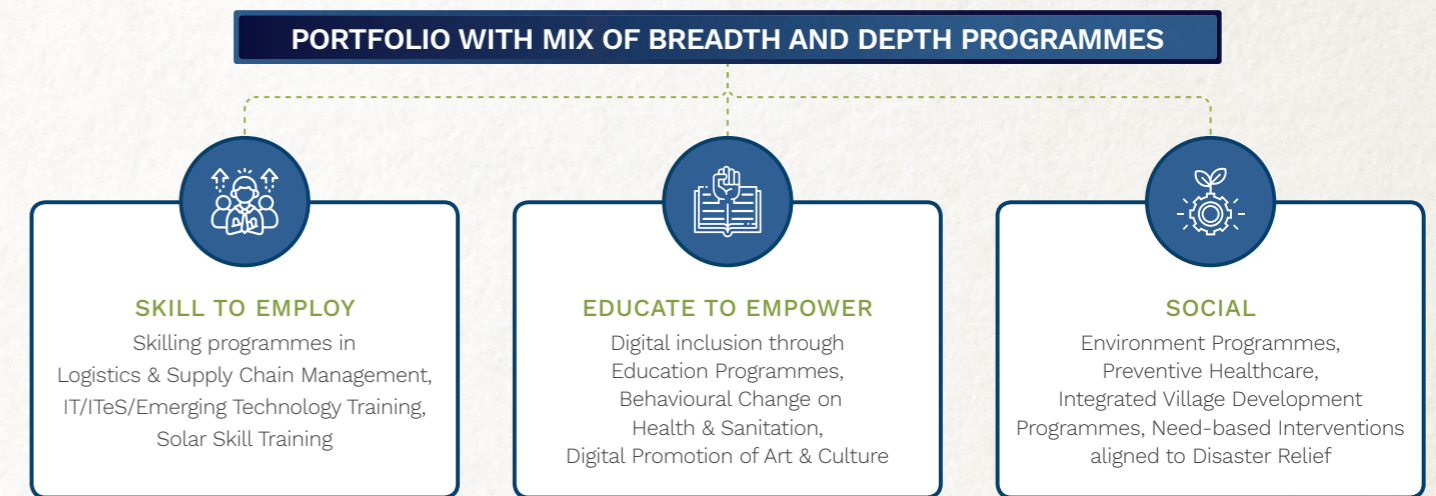 PORTFOLIO WITH MIX OF BREADTH AND DEPTH PROGRAMMES
SKILL TO EMPLOY
Skilling programmes in
Logistics & Supply Chain Management,
IT/ITeS/Emerging Technology Training,
Solar Skill Training
EDUCATE TO EMPOWER
Digital inclusion through
Education Programmes,
Behavioural Change on
Health & Sanitation,
Digital Promotion of Art & Culture
SOCIAL
Environment Programmes,
Preventive Healthcare,
Integrated Village Development
Programmes, Need-based Interventions
aligned to Disaster Relief